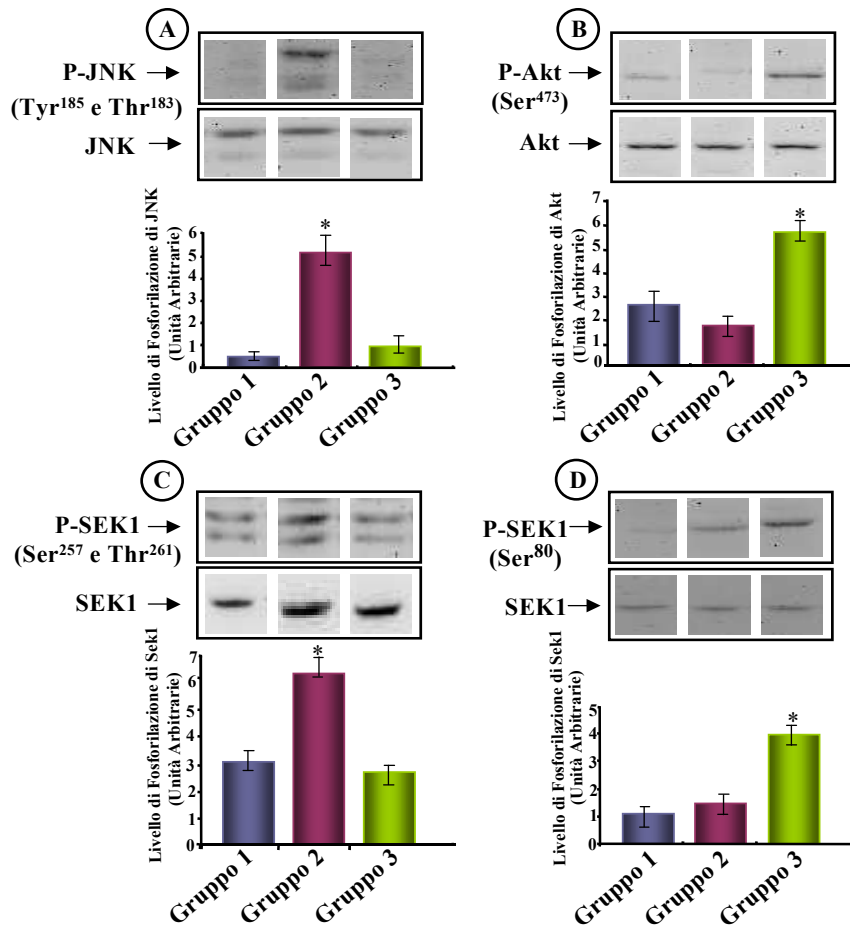 A
P-JNK
(Tyr185 e Thr183)
JNK
Livello di Fosforilazione di JNK
(Unità Arbitrarie)
6
5
4
3
2
1
0
*
Gruppo 1
Gruppo 2
Gruppo 3
B
P-Akt
(Ser473)
Akt
Livello di Fosforilazione di Akt
(Unità Arbitrarie)
7
6
5
4
3
2
1
0
*
Gruppo 1
Gruppo 2
Gruppo 3
C
P-SEK1
(Ser257 e Thr261)
SEK1
Livello di Fosforilazione di Sek1
(Unità Arbitrarie)
7
6
5
4
3
2
1
0
*
Gruppo 1
Gruppo 2
Gruppo 3
D
P-SEK1
(Ser80)
SEK1
Livello di Fosforilazione di Sek1
(Unità Arbitrarie)
5
4
3
2
1
0
*
Gruppo 1
Gruppo 2
Gruppo 3